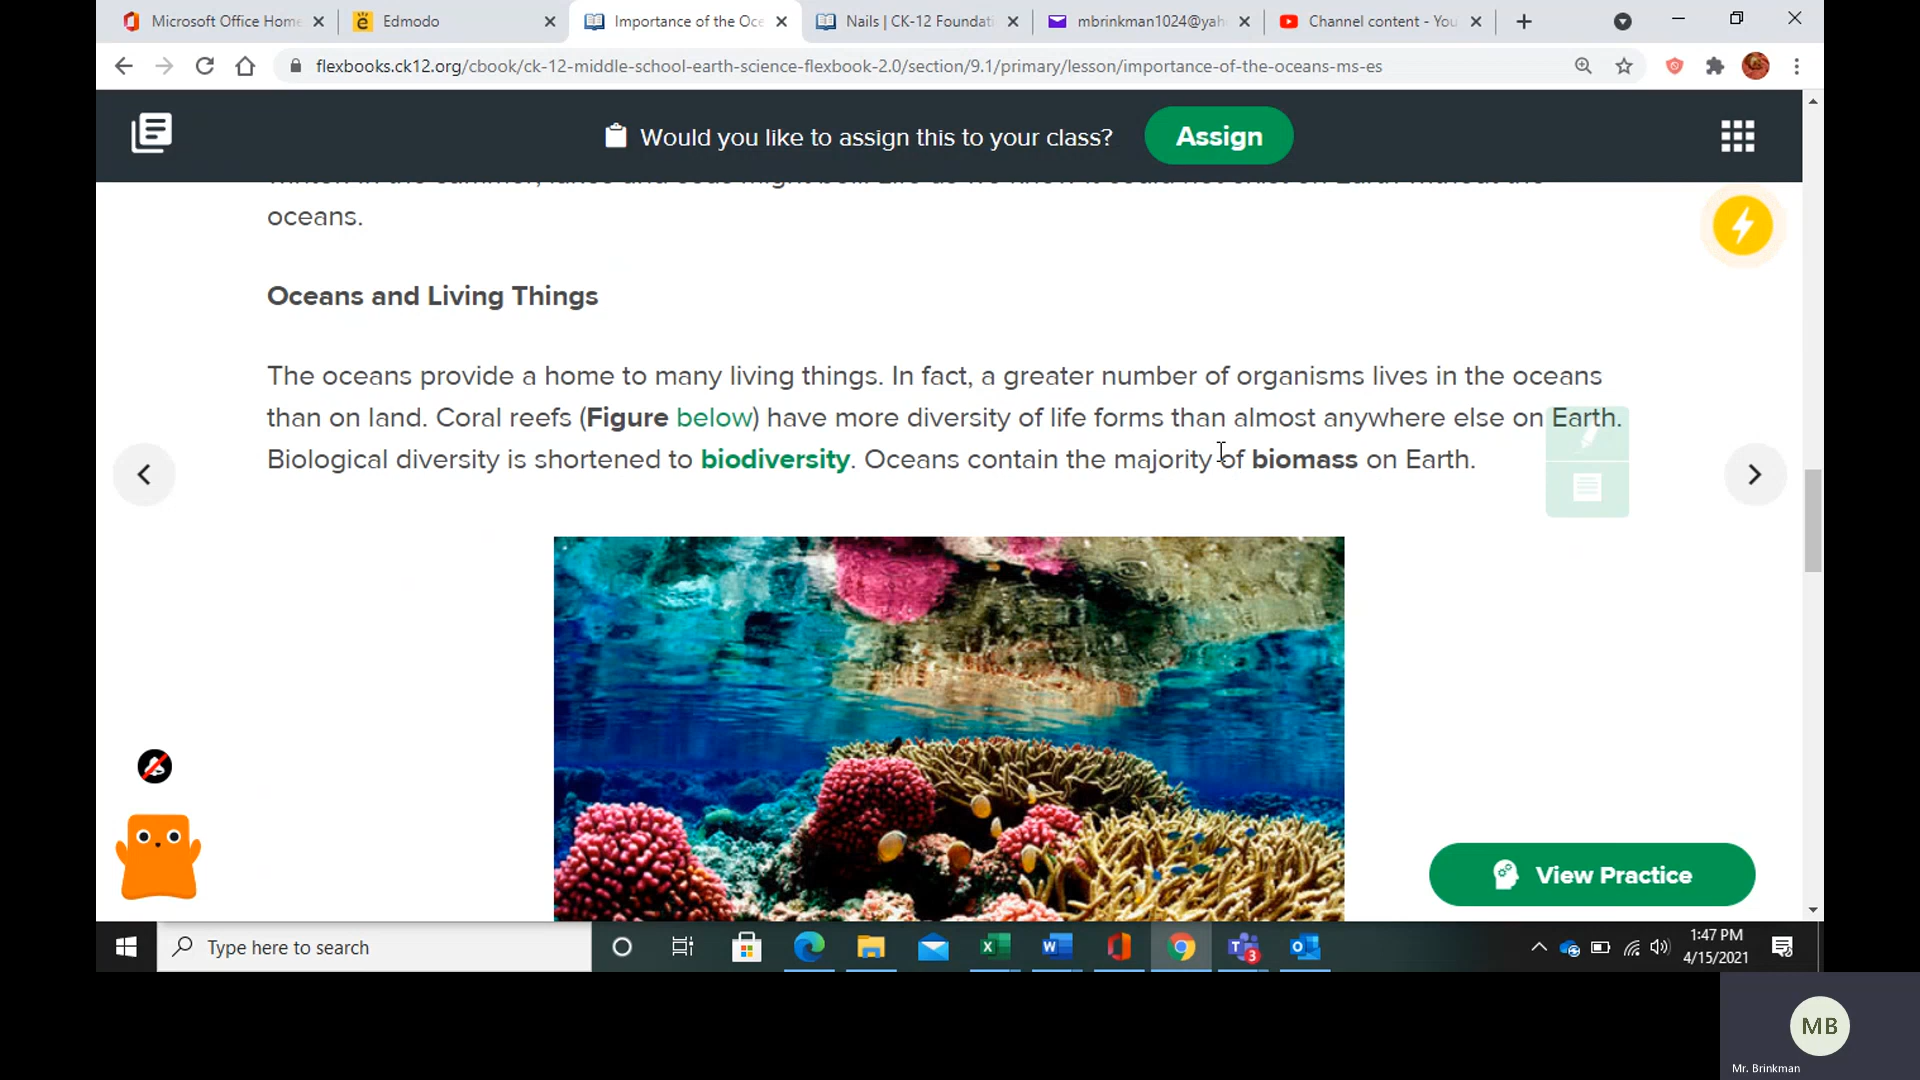 Microsoft Office Home
Edmodo
Importance of the Oce
Nails | CK-12 Foundati
mbrinkman1024@yah
Channel content - You
flexbooks.ck12.org/cbook/ck-12-middle-school-earth-science-flexbook-2.0/section/9.1/primary/lesson/importance-of-the-oceans-ms-es
Would you like to assign this to your class?
Assign
oceans.
Oceans and Living Things
The oceans provide a home to many living things. In fact, a greater number of organisms lives in the oceans
than on land. Coral reefs (Figure below) have more diversity of life forms than almost anywhere else on Earth.
Biological diversity is shortened to biodiversity. Oceans contain the majority of biomass on Earth.
View Practice
Type here to search
3
1:47 PM
4/15/2021
MB
Mr. Brinkman